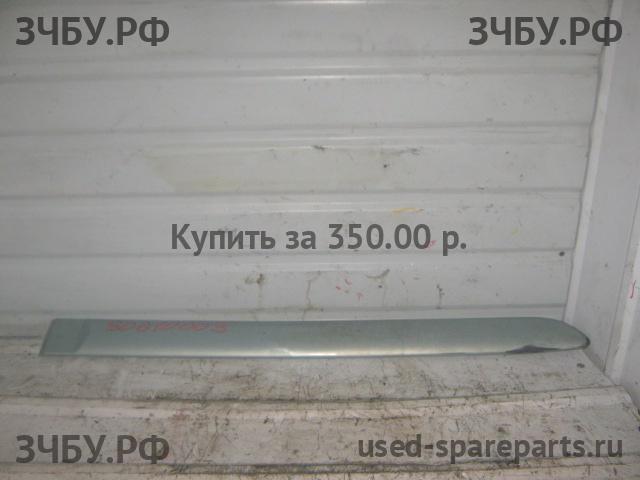 ЗЧБУ.РФ ЗЧБУ.РФ
Купить за 350.00 р.
ЗЧБУ.РФ used-spareparts.ru